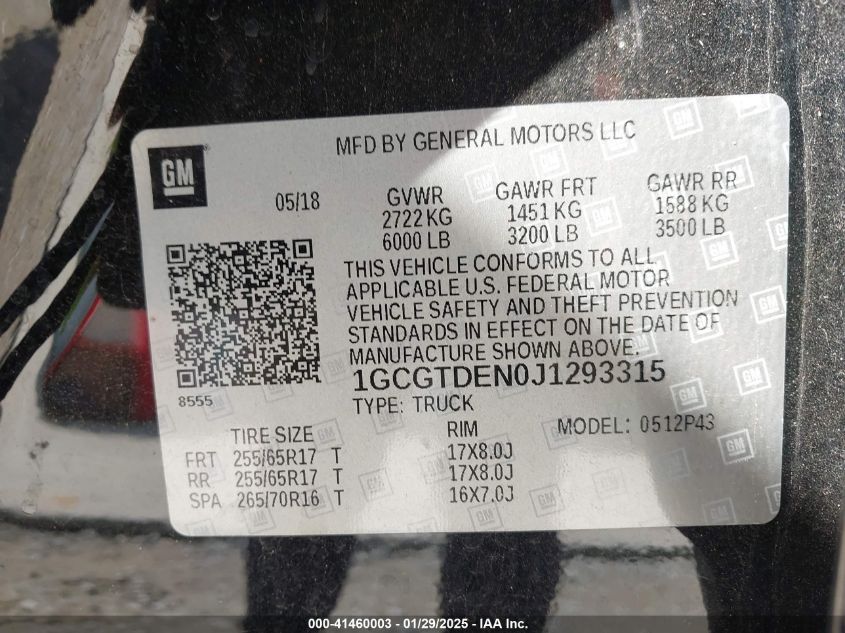 GM
MFD BY GENERAL MOTORS LLC
05/18
GVWR GAWR FRT GAWR RR
2722 KG 1451 KG 1588 KG
6000 LB 3200 LB 3500 LB
THIS VEHICLE CONFORMS TO ALL
APPLICABLE U.S. FEDERAL MOTOR
VEHICLE SAFETY AND THEFT PREVENTION
STANDARDS IN EFFECT ON THE DATE OF
MANUFACTURE SHOWN ABOVE.
8555
1GCGTDEN0J1293315
TYPE: TRUCK
TIRE SIZE RIM MODEL: 0512P43
FRT 255/65R17 T 17X8.0J
RR 255/65R17 T 17X8.0J
SPA 265/70R16 T 16X7.0J
000-41460003 - 01/29/2025 - IAA Inc.